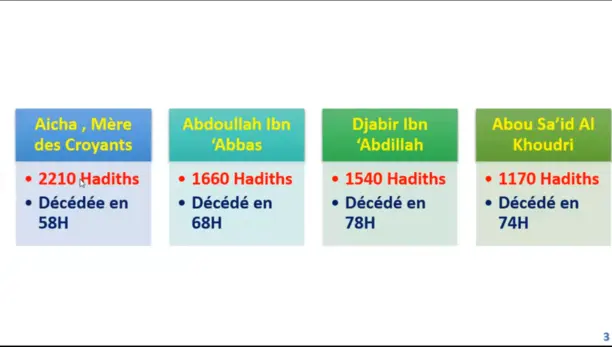 Aicha , Mère
des Croyants
• 2210 Hadiths
• Décédée en
58H
Abdoullah Ibn
‘Abbas
• 1660 Hadiths
• Décédé en
68H
Djabir Ibn
‘Abdillah
• 1540 Hadiths
• Décédé en
78H
Abou Sa’id Al
Khoudri
• 1170 Hadiths
• Décédé en
74H
3